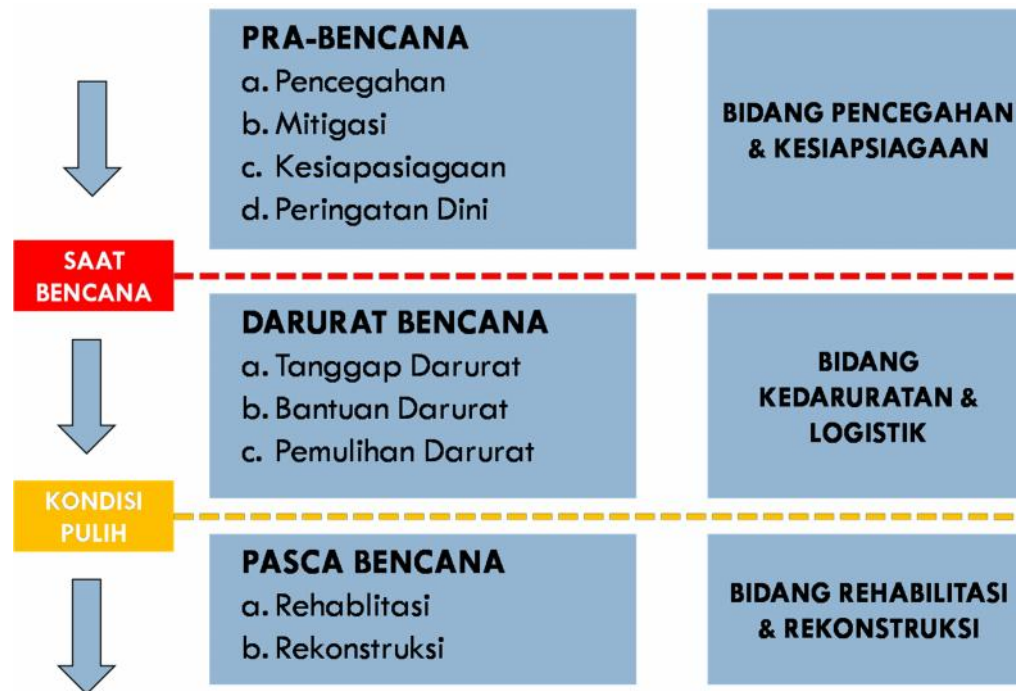 PRA-BENCANA
a. Pencegahan
b. Mitigasi
c. Kesiapasiagaan
d. Peringatan Dini
BIDANG PENCEGAHAN
& KESIAPSIAGAAN
SAAT
BENCANA
DARURAT BENCANA
a. Tanggap Darurat
b. Bantuan Darurat
c. Pemulihan Darurat
BIDANG
KEDARURATAN &
LOGISTIK
KONDISI
PULIH
PASCA BENCANA
a. Rehablitasi
b. Rekonstruksi
BIDANG REHABILITASI
& REKONSTRUKSI